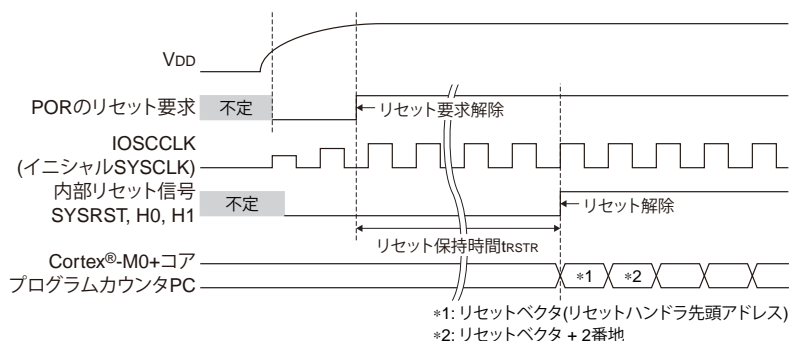 VDD
PORのリセット要求
不定
リセット要求解除
IOSCCLK
(イニシャルSYSCLK)
内部リセット信号
SYSRST, H0, H1
不定
リセット解除
リセット保持時間tRSTR
Cortex®-M0+コア
プログラムカウンタPC
*1
*2
*1: リセットベクタ(リセットハンドラ先頭アドレス)
*2: リセットベクタ + 2番地